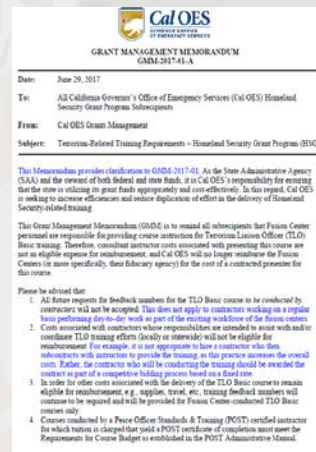 Cal OES
GOVERNOR'S OFFICE
OF EMERGENCY SERVICES
GRANT MANAGEMENT MEMORANDUM
GMM-2017-01-A
Date: June 29, 2017
To: All California Governor's Office of Emergency Services (Cal OES) Homeland
Security Grant Program Subrecipients
From: Cal OES Grants Management
Subject: Terrorism-Related Training Requirements – Homeland Security Grant Program (HSG
This Memorandum provides clarification to GMM-2017-01. As the State Administrative Agency
(SAA) and the steward of both federal and state funds, it is Cal OES's responsibility for ensuring
that the state is utilizing its grant funds appropriately and cost-effectively. In this regard, Cal OES
is seeking to increase efficiencies and reduce duplication of effort in the delivery of Homeland
Security-related training.
This Grant Management Memorandum (GMM) is to remind all subrecipients that Fusion Center
personnel are responsible for providing course instruction for Terrorism Liaison Officer (TLO)
Basic training. Therefore, consultant instructor costs associated with presenting this course are
not an eligible expense for reimbursement, and Cal OES will no longer reimburse the Fusion
Centers (or more specifically, their fiduciary agency) for the cost of a contracted presenter for
this course.
Please be advised that:
1. All future requests for feedback numbers for the TLO Basic course to be conducted by
contractors will not be accepted. This does not apply to contractors working on a regular
basis performing day-to-day work as part of the existing workforce of the fusion centers.
2. Costs associated with contractors whose responsibilities are intended to assist with and/or
coordinate TLO training efforts (locally or statewide) will not be eligible for
reimbursement. For example, it is not appropriate to hire a contractor who then
subcontracts with instructors to provide the training, as this practice increases the overall
costs. Rather, the contractor who will be conducting the training should be awarded the
contract as part of a competitive bidding process based on a fixed rate.
3. In order for other costs associated with the delivery of the TLO Basic course to remain
eligible for reimbursement, e.g., supplies, travel, etc., training feedback numbers will
continue to be required and will be provided for Fusion Center-conducted TLO Basic
courses only.
4. Courses conducted by a Peace Officer Standards & Training (POST) certified instructor
for which tuition is charged that yield a POST certificate of completion must meet the
Requirements for Course Budget as established in the POST Administrative Manual.